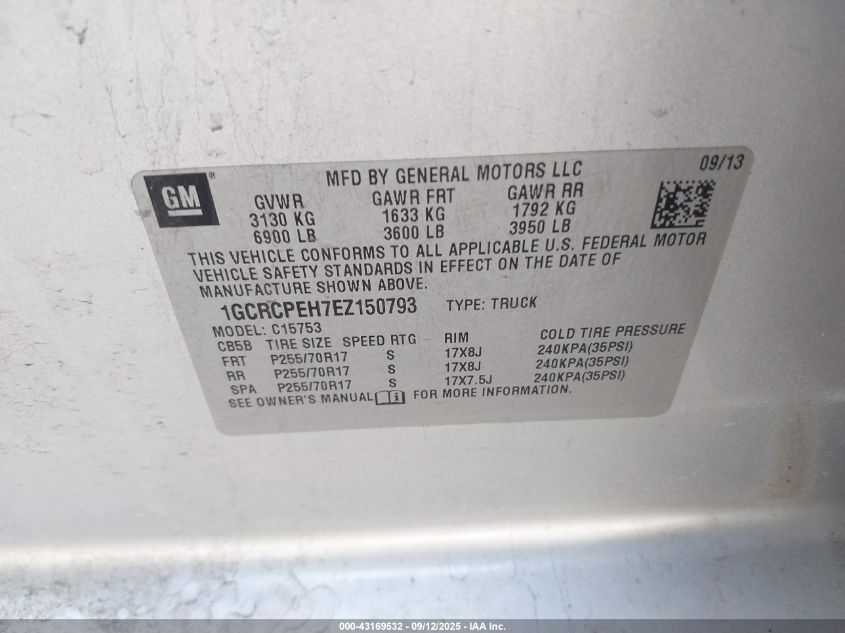 GM
MFD BY GENERAL MOTORS LLC 09/13
GVWR GAWR FRT GAWR RR
3130 KG 1633 KG 1792 KG
6900 LB 3600 LB 3950 LB
THIS VEHICLE CONFORMS TO ALL APPLICABLE U.S. FEDERAL MOTOR
VEHICLE SAFETY STANDARDS IN EFFECT ON THE DATE OF
MANUFACTURE SHOWN ABOVE.
1GCRCPEH7EZ150793 TYPE: TRUCK
MODEL: C15753
CB5B TIRE SIZE SPEED RTG RIM COLD TIRE PRESSURE
FRT P255/70R17 S 17X8J 240KPA(35PSI)
RR P255/70R17 S 17X8J 240KPA(35PSI)
SPA P255/70R17 S 17X7.5J 240KPA(35PSI)
SEE OWNER'S MANUAL i FOR MORE INFORMATION.
000-43169532 - 09/12/2025 - IAA Inc.